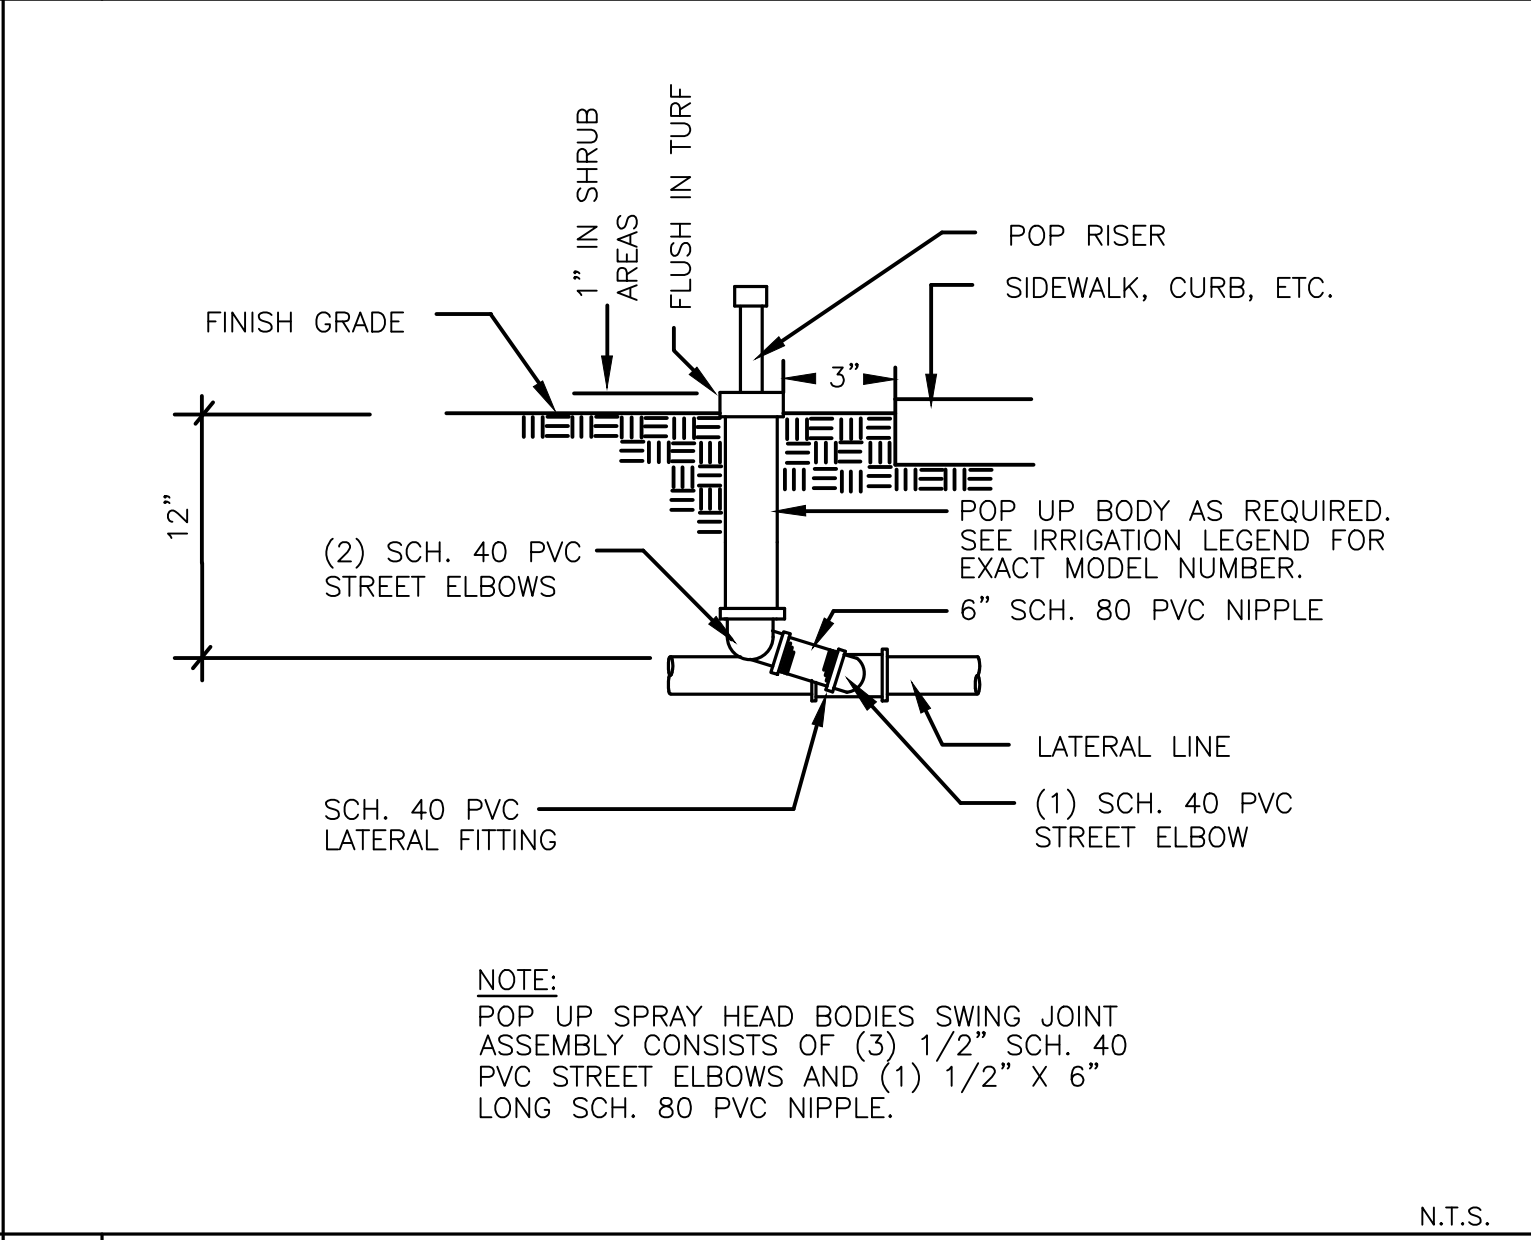 1” IN SHRUB
AREAS
FLUSH IN TURF
POP RISER
SIDEWALK, CURB, ETC.
FINISH GRADE
3”
12”
POP UP BODY AS REQUIRED.
SEE IRRIGATION LEGEND FOR
EXACT MODEL NUMBER.
(2) SCH. 40 PVC
STREET ELBOWS
6” SCH. 80 PVC NIPPLE
LATERAL LINE
SCH. 40 PVC
LATERAL FITTING
(1) SCH. 40 PVC
STREET ELBOW
NOTE:
POP UP SPRAY HEAD BODIES SWING JOINT
ASSEMBLY CONSISTS OF (3) 1/2” SCH. 40
PVC STREET ELBOWS AND (1) 1/2” X 6”
LONG SCH. 80 PVC NIPPLE.
N.T.S.